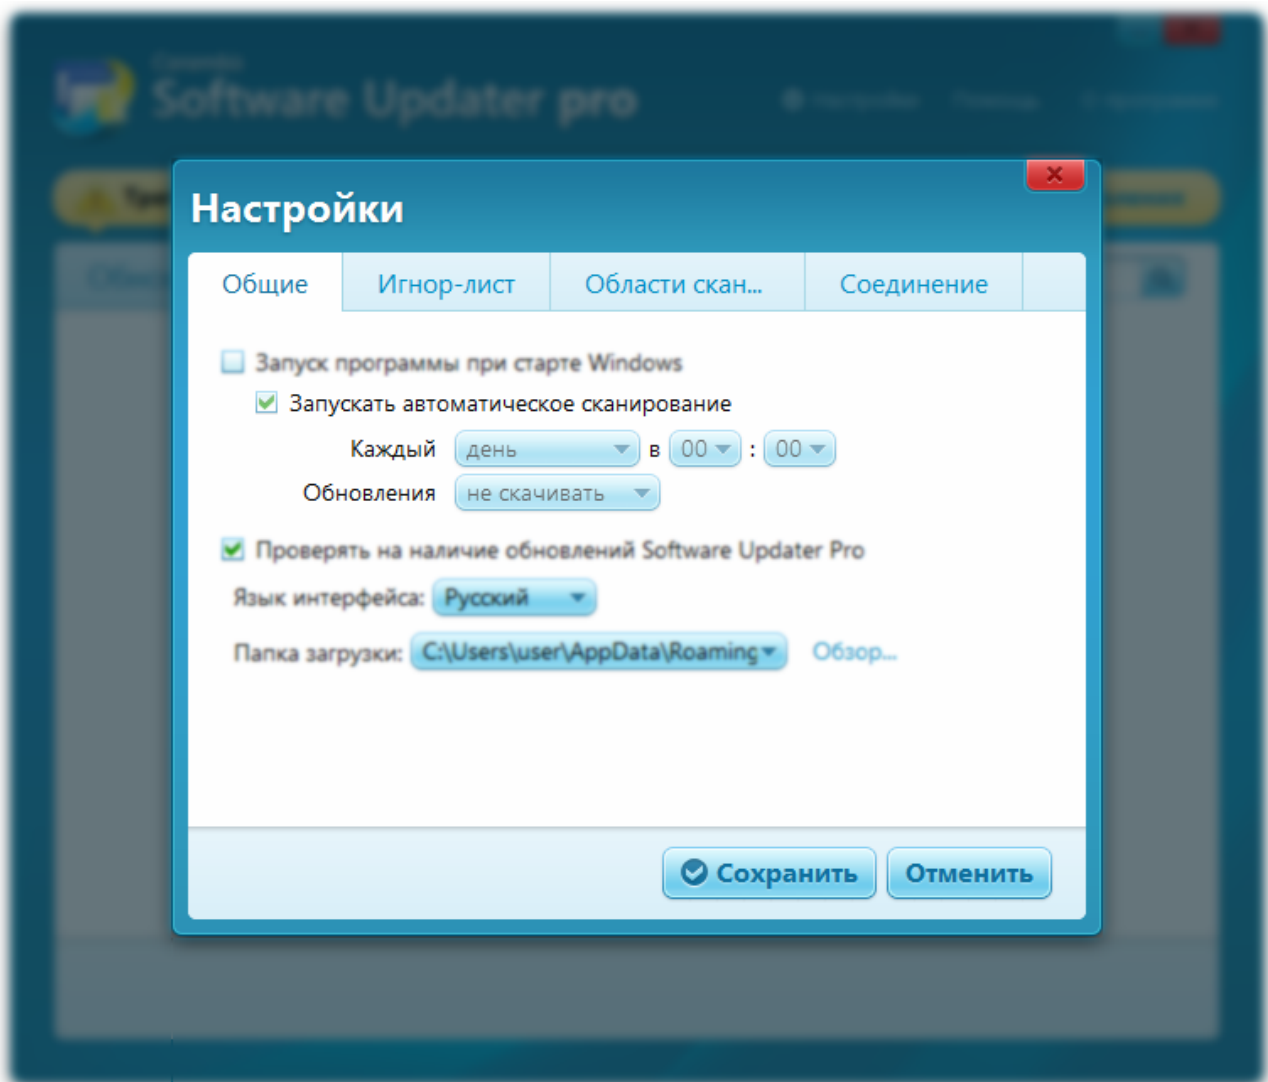 Software Updater pro
Настройки
Общие
Игнор-лист
Области скан...
Соединение
Запуск программы при старте Windows
Запускать автоматическое сканирование
Каждый день в 00 : 00
Обновления не скачивать
Проверять на наличие обновлений Software Updater Pro
Язык интерфейса: Русский
Папка загрузки: C:\Users\user\AppData\Roaming Обзор...
Сохранить
Отменить